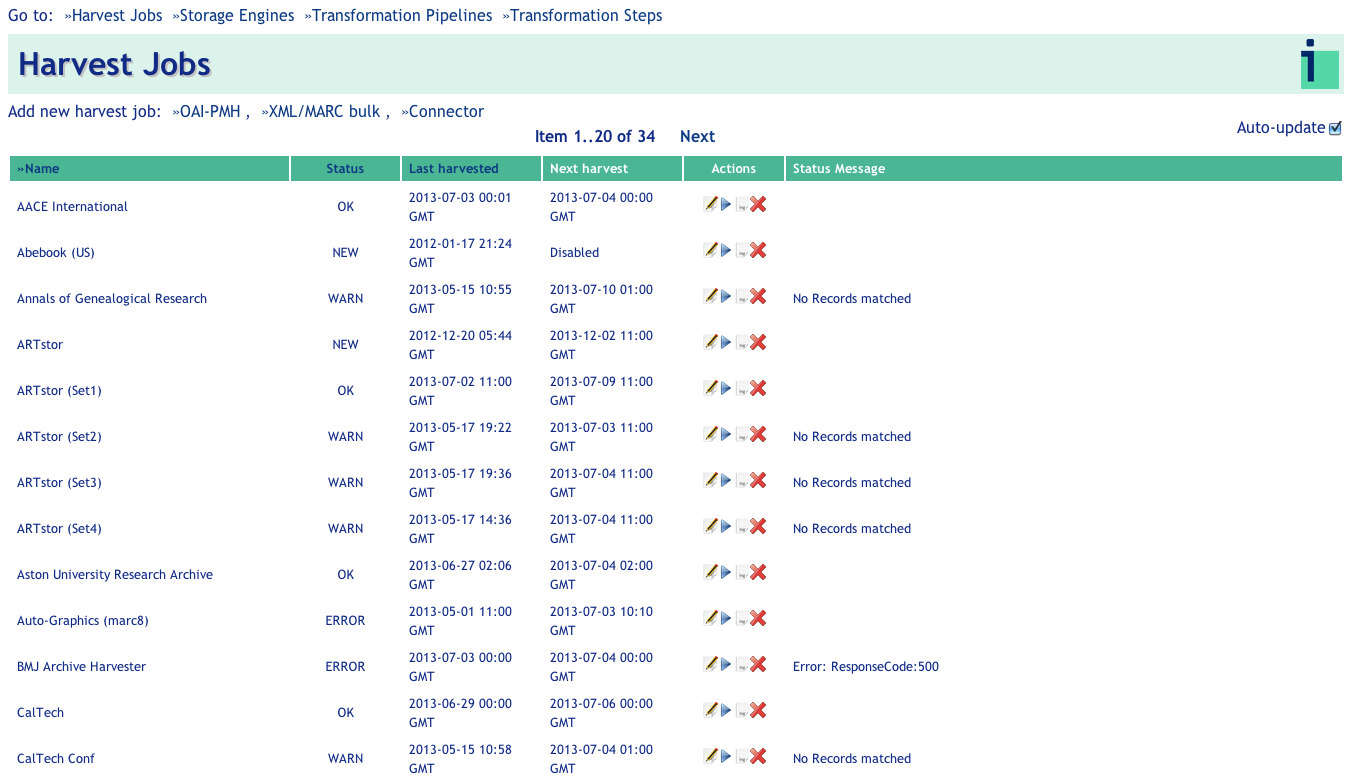 Go to: »Harvest Jobs »Storage Engines »Transformation Pipelines »Transformation Steps
Harvest Jobs
Add new harvest job: »OAI-PMH , »XML/MARC bulk , »Connector
Auto-update
Item 1..20 of 34 Next
»Name Status Last harvested Next harvest Actions Status Message
AACE International OK 2013-07-03 00:01 GMT 2013-07-04 00:00 GMT
Abebook (US) NEW 2012-01-17 21:24 GMT Disabled
Annals of Genealogical Research WARN 2013-05-15 10:55 GMT 2013-07-10 01:00 GMT No Records matched
ARTstor NEW 2012-12-20 05:44 GMT 2013-12-02 11:00 GMT
ARTstor (Set1) OK 2013-07-02 11:00 GMT 2013-07-09 11:00 GMT
ARTstor (Set2) WARN 2013-05-17 19:22 GMT 2013-07-03 11:00 GMT No Records matched
ARTstor (Set3) WARN 2013-05-17 19:36 GMT 2013-07-04 11:00 GMT No Records matched
ARTstor (Set4) WARN 2013-05-17 14:36 GMT 2013-07-04 11:00 GMT No Records matched
Aston University Research Archive OK 2013-06-27 02:06 GMT 2013-07-04 02:00 GMT
Auto-Graphics (marc8) ERROR 2013-05-01 11:00 GMT 2013-07-03 10:10 GMT
BMJ Archive Harvester ERROR 2013-07-03 00:00 GMT 2013-07-04 00:00 GMT Error: ResponseCode:500
CalTech OK 2013-06-29 00:00 GMT 2013-07-06 00:00 GMT
CalTech Conf WARN 2013-05-15 10:58 GMT 2013-07-04 01:00 GMT No Records matched